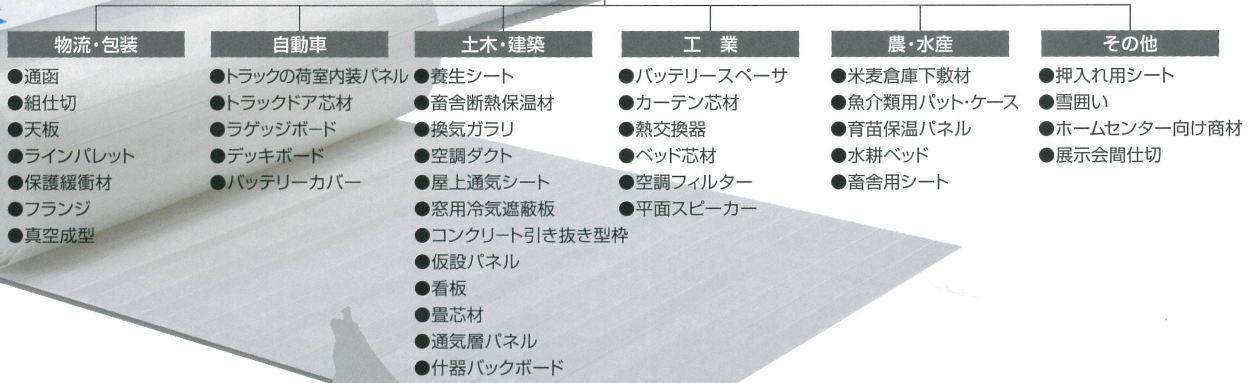 物流・包装
●通函
●組仕切
●天板
●ラインパレット
●保護緩衝材
●フランジ
●真空成型
自動車
●トラックの荷室内装パネル
●トラックドア芯材
●ラゲッジボード
●デッキボード
●バッテリーカバー
土木・建築
●養生シート
●畜舎断熱保温材
●換気ガラリ
●空調ダクト
●屋上通気シート
●窓用冷気遮蔽板
●コンクリート引き抜き型枠
●仮設パネル
●看板
●畳芯材
●通気層パネル
●什器バックボード
工 業
●バッテリースペーサ
●カーテン芯材
●熱交換器
●ベッド芯材
●空調フィルター
●平面スピーカー
農・水産
●米麦倉庫下敷材
●魚介類用パット・ケース
●育苗保温パネル
●水耕ベッド
●畜舎用シート
その他
●押入れ用シート
●雪囲い
●ホームセンター向け商材
●展示会間仕切